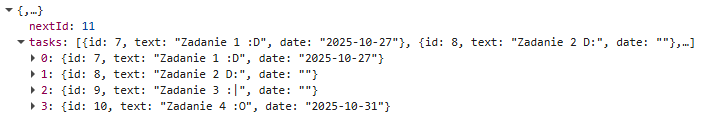 {,…}
nextId: 11
tasks: [{id: 7, text: "Zadanie 1 :D", date: "2025-10-27"}, {id: 8, text: "Zadanie 2 D:", date: ""},…]
0: {id: 7, text: "Zadanie 1 :D", date: "2025-10-27"}
1: {id: 8, text: "Zadanie 2 D:", date: ""}
2: {id: 9, text: "Zadanie 3 :|", date: ""}
3: {id: 10, text: "Zadanie 4 :O", date: "2025-10-31"}